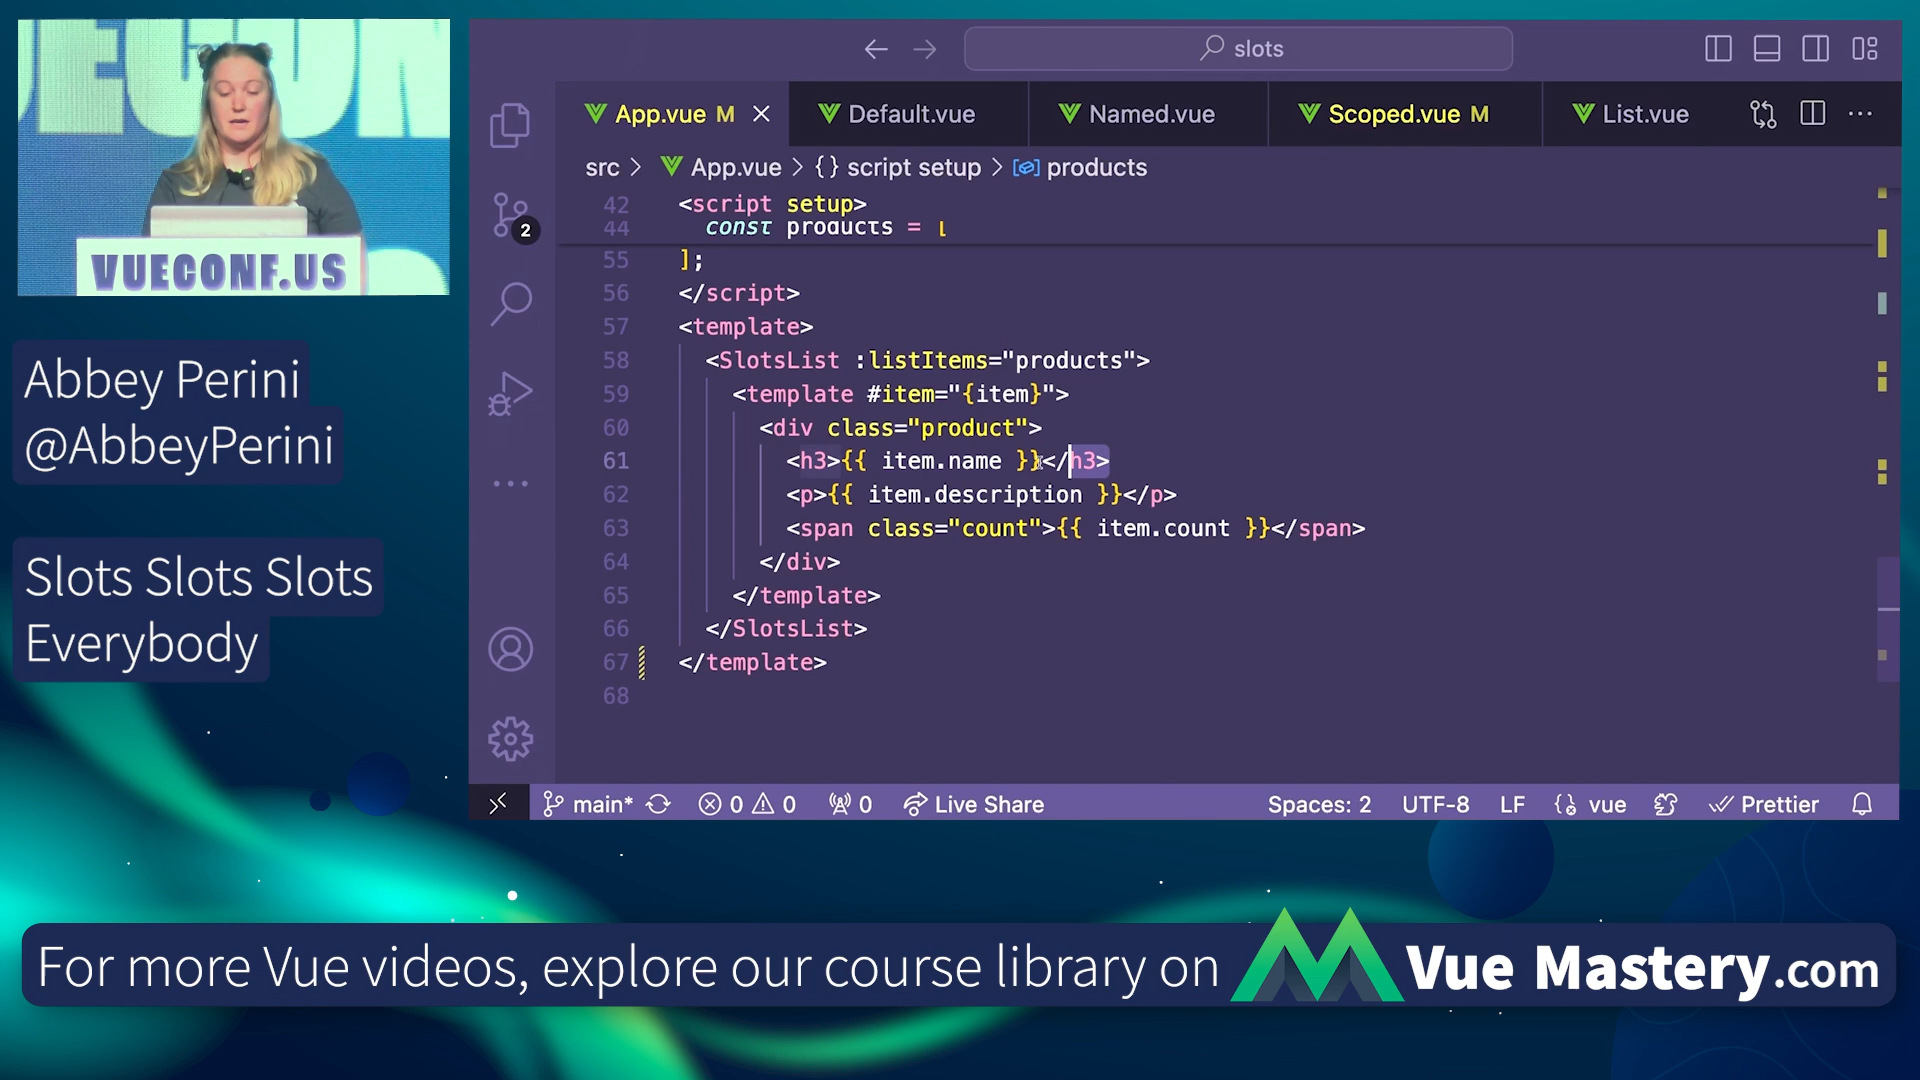 VUECONF.US
Abbey Perini
@AbbeyPerini
Slots Slots Slots
Everybody
slots
App.vue M
Default.vue
Named.vue
Scoped.vue M
List.vue
src > App.vue > {} script setup > products
2
42 <script setup>
44 const products = [
55 ];
56 </script>
57 <template>
58 <SlotsList :listItems="products">
59 <template #item="{item}">
60 <div class="product">
61 <h3>{{ item.name }}</h3>
62 <p>{{ item.description }}</p>
63 <span class="count">{{ item.count }}</span>
64 </div>
65 </template>
66 </SlotsList>
67 </template>
68
main* 0 0 0 Live Share Spaces: 2 UTF-8 LF vue Prettier
For more Vue videos, explore our course library on Vue Mastery.com